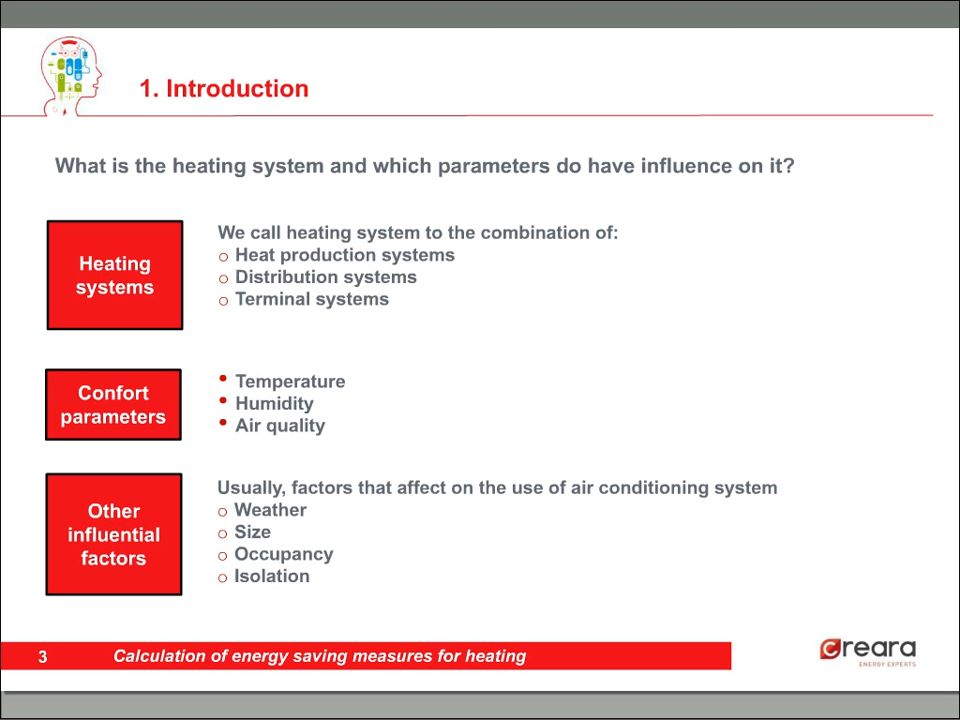 1. Introduction
What is the heating system and which parameters do have influence on it?
Heating
systems
We call heating system to the combination of:
o Heat production systems
o Distribution systems
o Terminal systems
Confort
parameters
• Temperature
• Humidity
• Air quality
Other
influential
factors
Usually, factors that affect on the use of air conditioning system
o Weather
o Size
o Occupancy
o Isolation
3
Calculation of energy saving measures for heating
creara
ENERGY EXPERTS